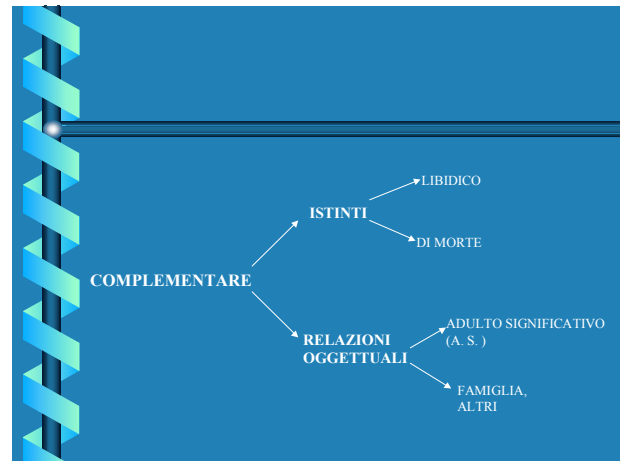 LIBIDICO
ISTINTI
DI MORTE
COMPLEMENTARE
ADULTO SIGNIFICATIVO
(A. S. )
RELAZIONI
OGGETTUALI
FAMIGLIA,
ALTRI